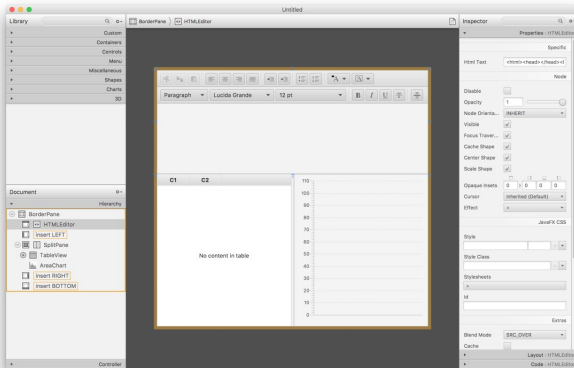 Untitled
Library
BorderPane
HTMLEditor
Inspector
Custom
Containers
Controls
Menu
Miscellaneous
Shapes
Charts
3D
Properties : HTMLEditor
Specific
Html Text
<html><head></head><l
Node
Disable
Opacity
1
Node Orienta...
INHERIT
Visible
Focus Traver...
Cache Shape
Center Shape
Scale Shape
Opaque Insets
0
0
0
0
Cursor
Inherited (Default)
Effect
+
JavaFX CSS
Style
Style Class
Stylesheets
+
Id
Extras
Blend Mode
SRC_OVER
Cache
Layout : HTMLEditor
Code : HTMLEditor
Paragraph
Lucida Grande
12 pt
B I U
C1
C2
No content in table
110
100
90
80
70
60
50
40
30
20
10
0
Document
Hierarchy
BorderPane
HTMLEditor
insert LEFT
SplitPane
TableView
AreaChart
insert RIGHT
insert BOTTOM
Controller